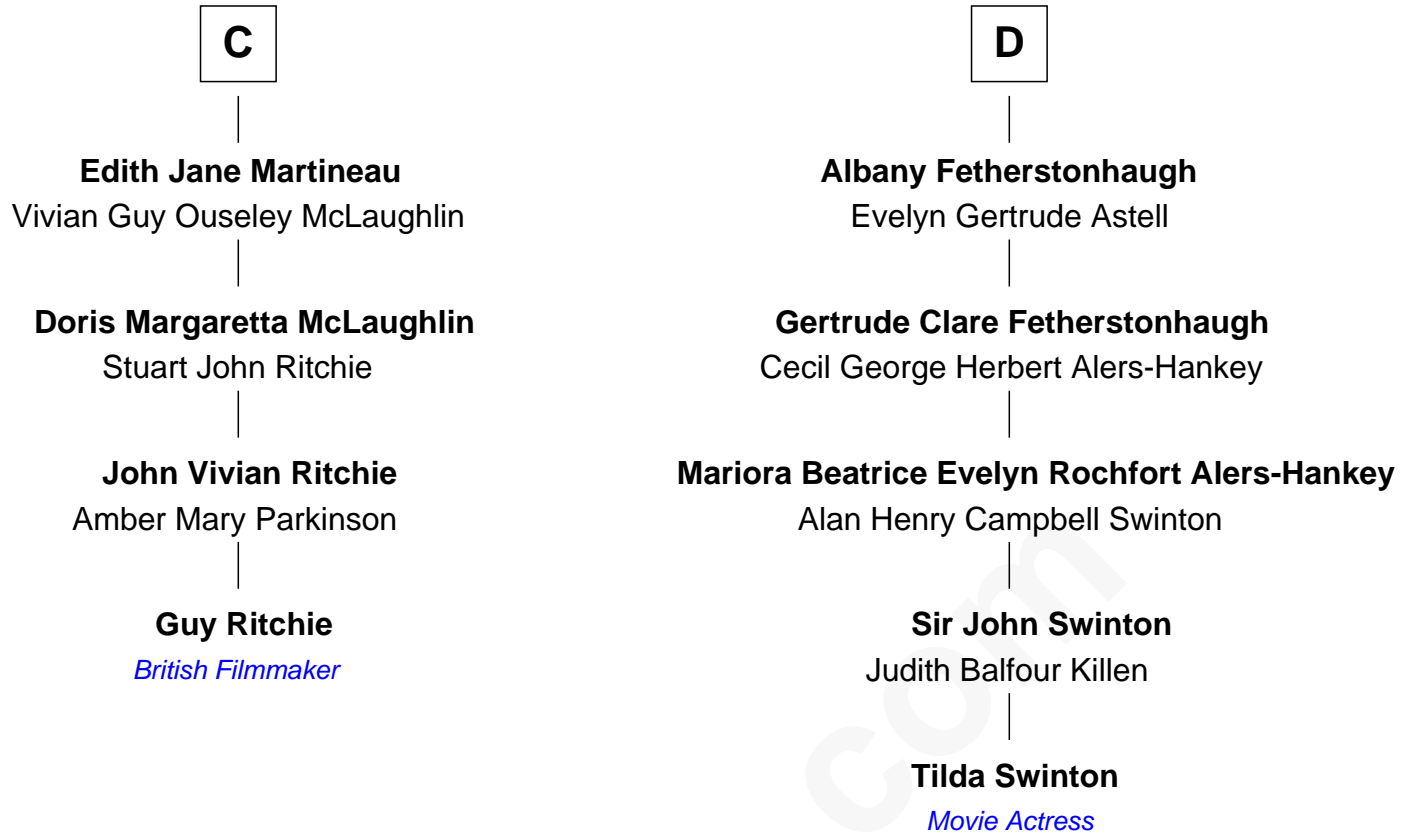 C
Edith Jane Martineau
Vivian Guy Ouseley McLaughlin
Doris Margaretta McLaughlin
Stuart John Ritchie
John Vivian Ritchie
Amber Mary Parkinson
Guy Ritchie
British Filmmaker
D
Albany Fetherstonhaugh
Evelyn Gertrude Astell
Gertrude Clare Fetherstonhaugh
Cecil George Herbert Alers-Hankey
Mariora Beatrice Evelyn Rochfort Alers-Hankey
Alan Henry Campbell Swinton
Sir John Swinton
Judith Balfour Killen
Tilda Swinton
Movie Actress
com